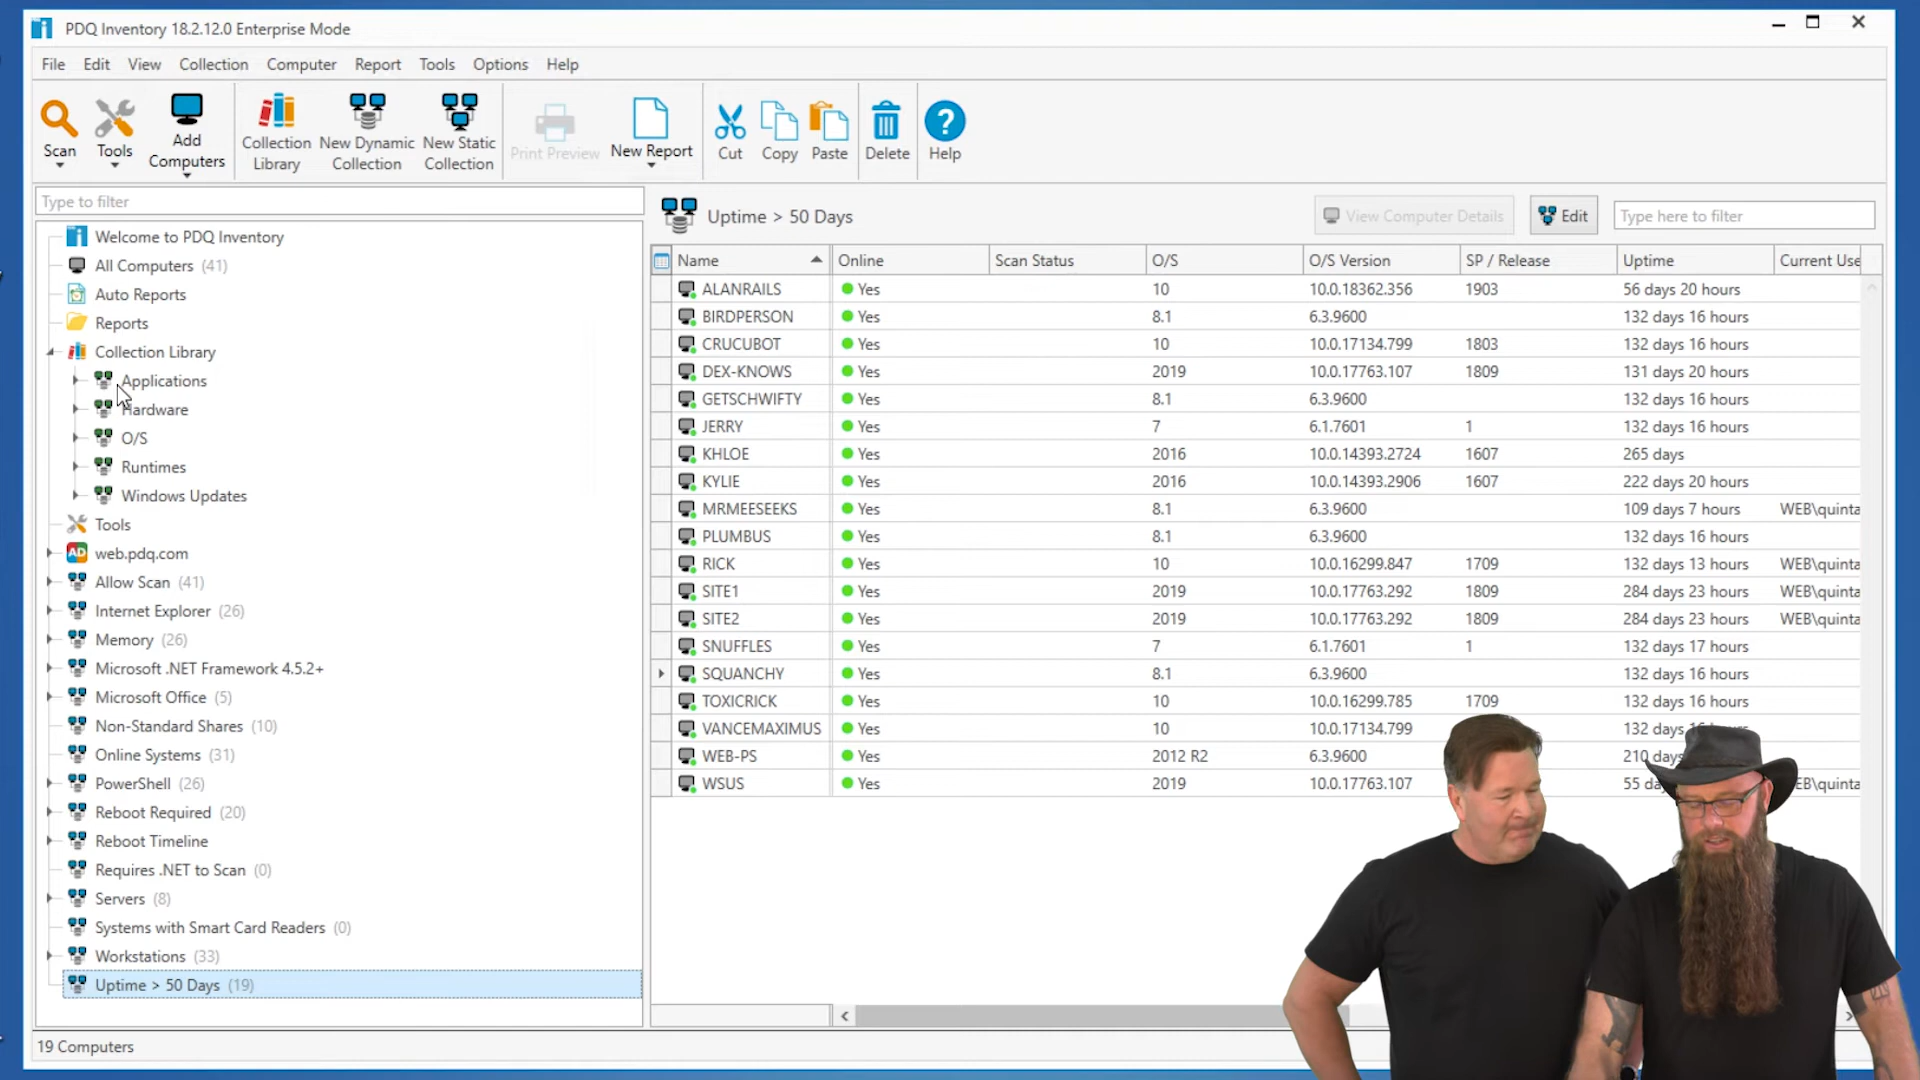 PDQ Inventory 18.2.12.0 Enterprise Mode
File Edit View Collection Computer Report Tools Options Help
Scan Tools Add Computers Collection Library New Dynamic Collection New Static Collection Print Preview New Report Cut Copy Paste Delete Help
Type to filter
Welcome to PDQ Inventory
All Computers (41)
Auto Reports
Reports
Collection Library
Applications
Hardware
O/S
Runtimes
Windows Updates
Tools
AD web.pdq.com
Allow Scan (41)
Internet Explorer (26)
Memory (26)
Microsoft .NET Framework 4.5.2+
Microsoft Office (5)
Non-Standard Shares (10)
Online Systems (31)
PowerShell (26)
Reboot Required (20)
Reboot Timeline
Requires .NET to Scan (0)
Servers (8)
Systems with Smart Card Readers (0)
Workstations (33)
Uptime > 50 Days (19)
Uptime > 50 Days View Computer Details Edit Type here to filter
Name Online Scan Status O/S O/S Version SP / Release Uptime Current Use
ALANRAILS Yes 10 10.0.18362.356 1903 56 days 20 hours
BIRDPERSON Yes 8.1 6.3.9600 132 days 16 hours
CRUCUBOT Yes 10 10.0.17134.799 1803 132 days 16 hours
DEX-KNOWS Yes 2019 10.0.17763.107 1809 131 days 20 hours
GETSCHWIFTY Yes 8.1 6.3.9600 132 days 16 hours
JERRY Yes 7 6.1.7601 1 132 days 16 hours
KHLOE Yes 2016 10.0.14393.2724 1607 265 days
KYLIE Yes 2016 10.0.14393.2906 1607 222 days 20 hours
MRMEESEEKS Yes 8.1 6.3.9600 109 days 7 hours WEB\quinta
PLUMBUS Yes 8.1 6.3.9600 132 days 16 hours
RICK Yes 10 10.0.16299.847 1709 132 days 13 hours WEB\quinta
SITE1 Yes 2019 10.0.17763.292 1809 284 days 23 hours WEB\quinta
SITE2 Yes 2019 10.0.17763.292 1809 284 days 23 hours WEB\quinta
SNUFFLES Yes 7 6.1.7601 1 132 days 17 hours
SQUANCHY Yes 8.1 6.3.9600 132 days 16 hours
TOXICRICK Yes 10 10.0.16299.785 1709 132 days 16 hours
VANCEMAXIMUS Yes 10 10.0.17134.799 132 days
WEB-PS Yes 2012 R2 6.3.9600 210 days
WSUS Yes 2019 10.0.17763.107 55 da EB\quinta
19 Computers